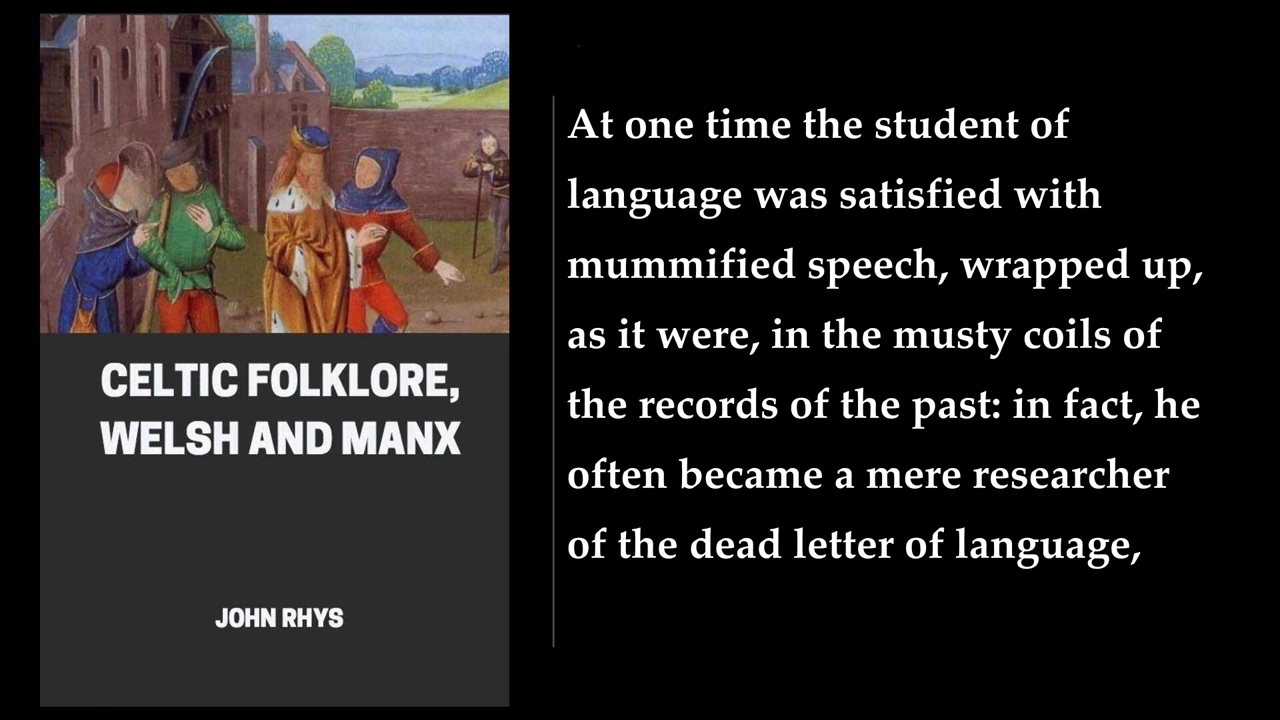 CELTIC FOLKLORE,
WELSH AND MANX
JOHN RHYS
At one time the student of
language was satisfied with
mummified speech, wrapped up,
as it were, in the musty coils of
the records of the past: in fact, he
often became a mere researcher
of the dead letter of language,